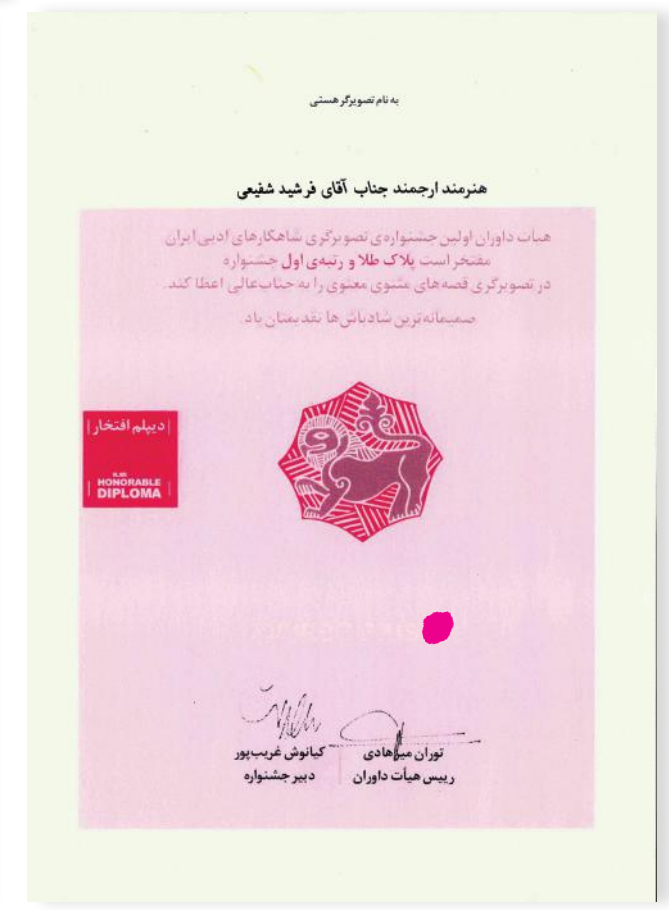 به نام تصویرگر هستی
هنرمند ارجمند جناب آقای فرشید شفیعی
هیأت داوران اولین جشنواره‌ی تصویرگری شاهکارهای ادبی ایران
مفتخر است پلاک طلا و رتبه‌ی اول جشنواره
در تصویرگری قصه‌های مثنوی معنوی را به جناب‌عالی اعطا کند.
صمیمانه‌ترین شادباش‌ها تقدیمتان باد.
دیپلم افتخار
HONORABLE
DIPLOMA
توران میرهادی
رییس هیأت داوران
کیانوش غریب‌پور
دبیر جشنواره